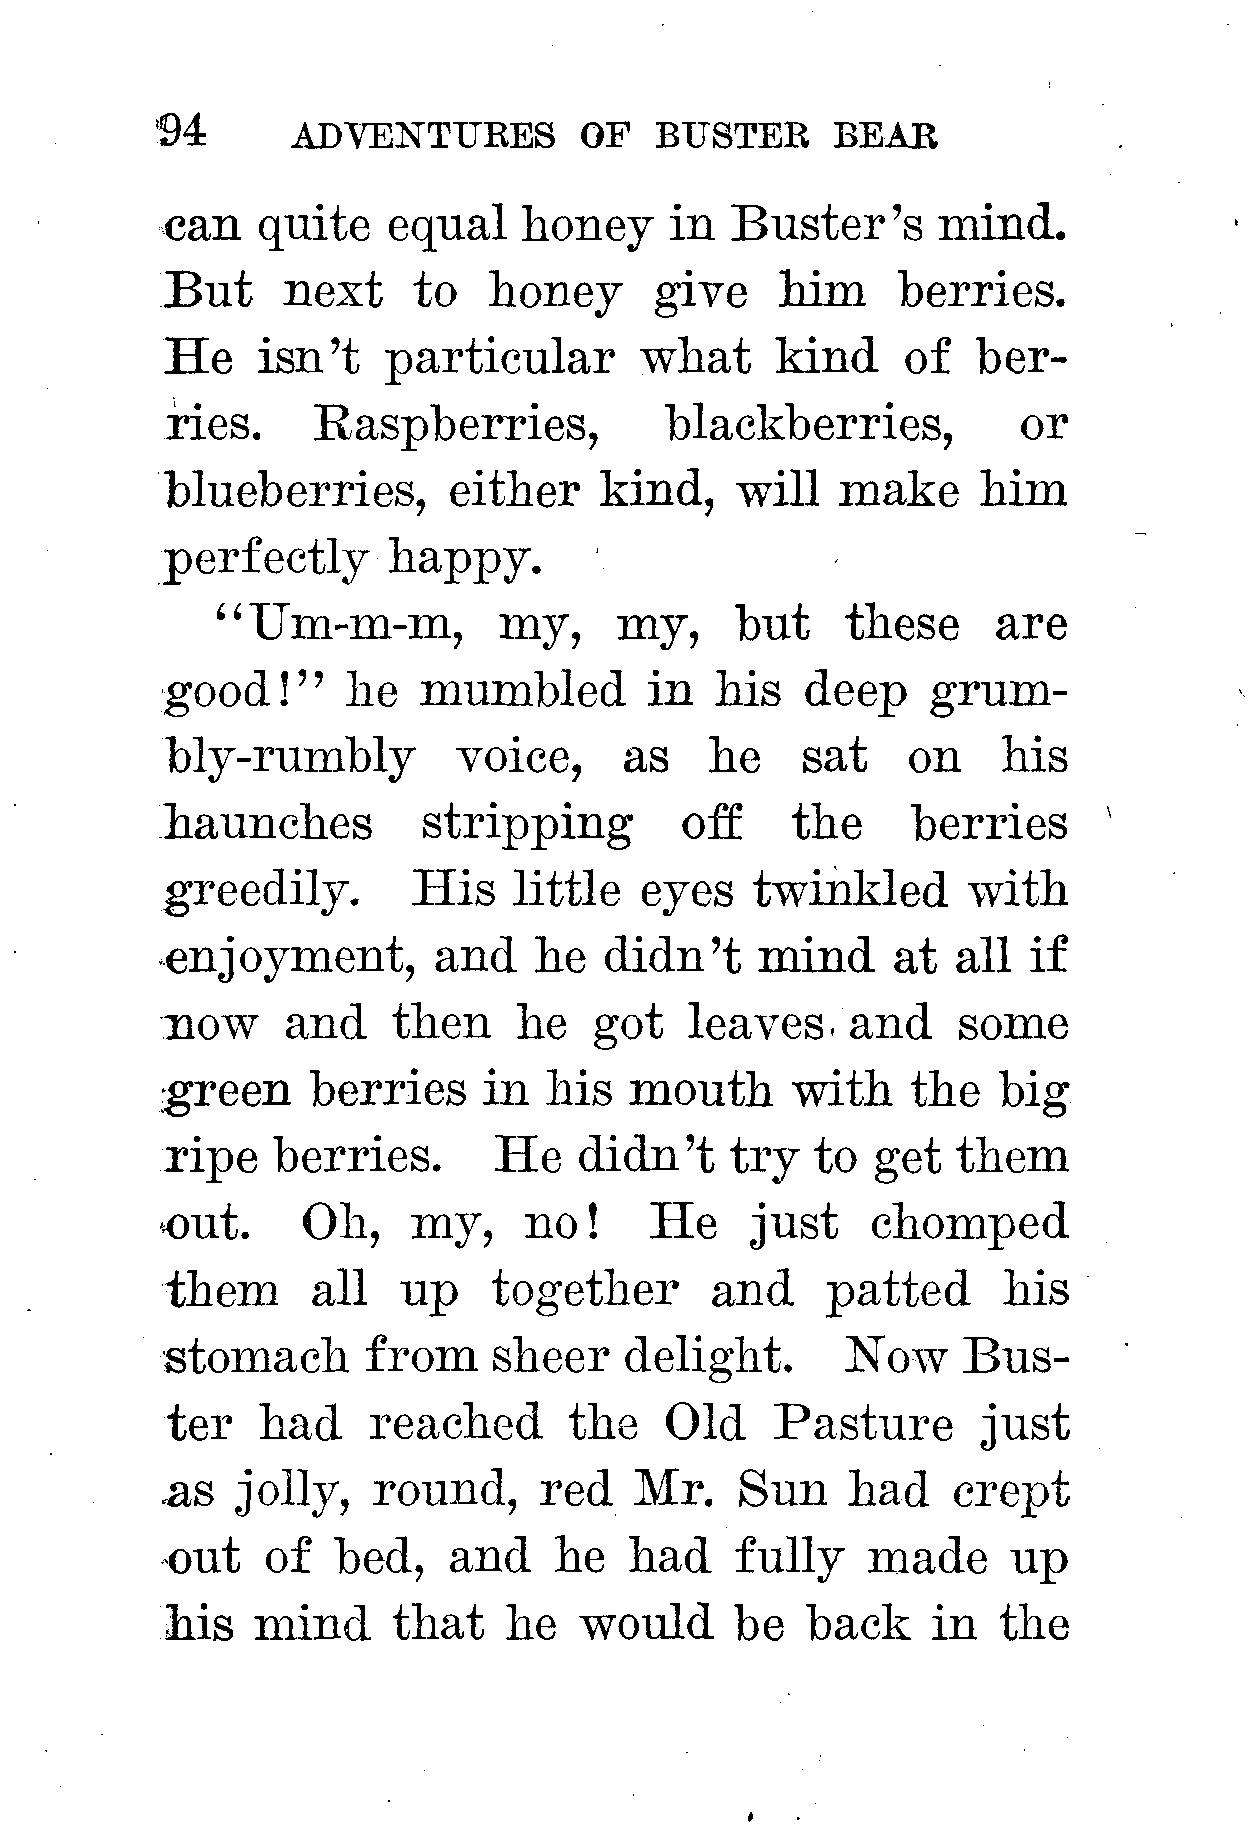 94 ADVENTURES OF BUSTER BEAR
can quite equal honey in Buster's mind.
But next to honey give him berries.
He isn't particular what kind of ber-
ries. Raspberries, blackberries, or
blueberries, either kind, will make him
perfectly happy.
"Um-m-m, my, my, but these are
good!" he mumbled in his deep grum-
bly-rumbly voice, as he sat on his
haunches stripping off the berries
greedily. His little eyes twinkled with
enjoyment, and he didn't mind at all if
now and then he got leaves, and some
green berries in his mouth with the big
ripe berries. He didn't try to get them
out. Oh, my, no! He just chomped
them all up together and patted his
stomach from sheer delight. Now Bus-
ter had reached the Old Pasture just
as jolly, round, red Mr. Sun had crept
out of bed, and he had fully made up
his mind that he would be back in the